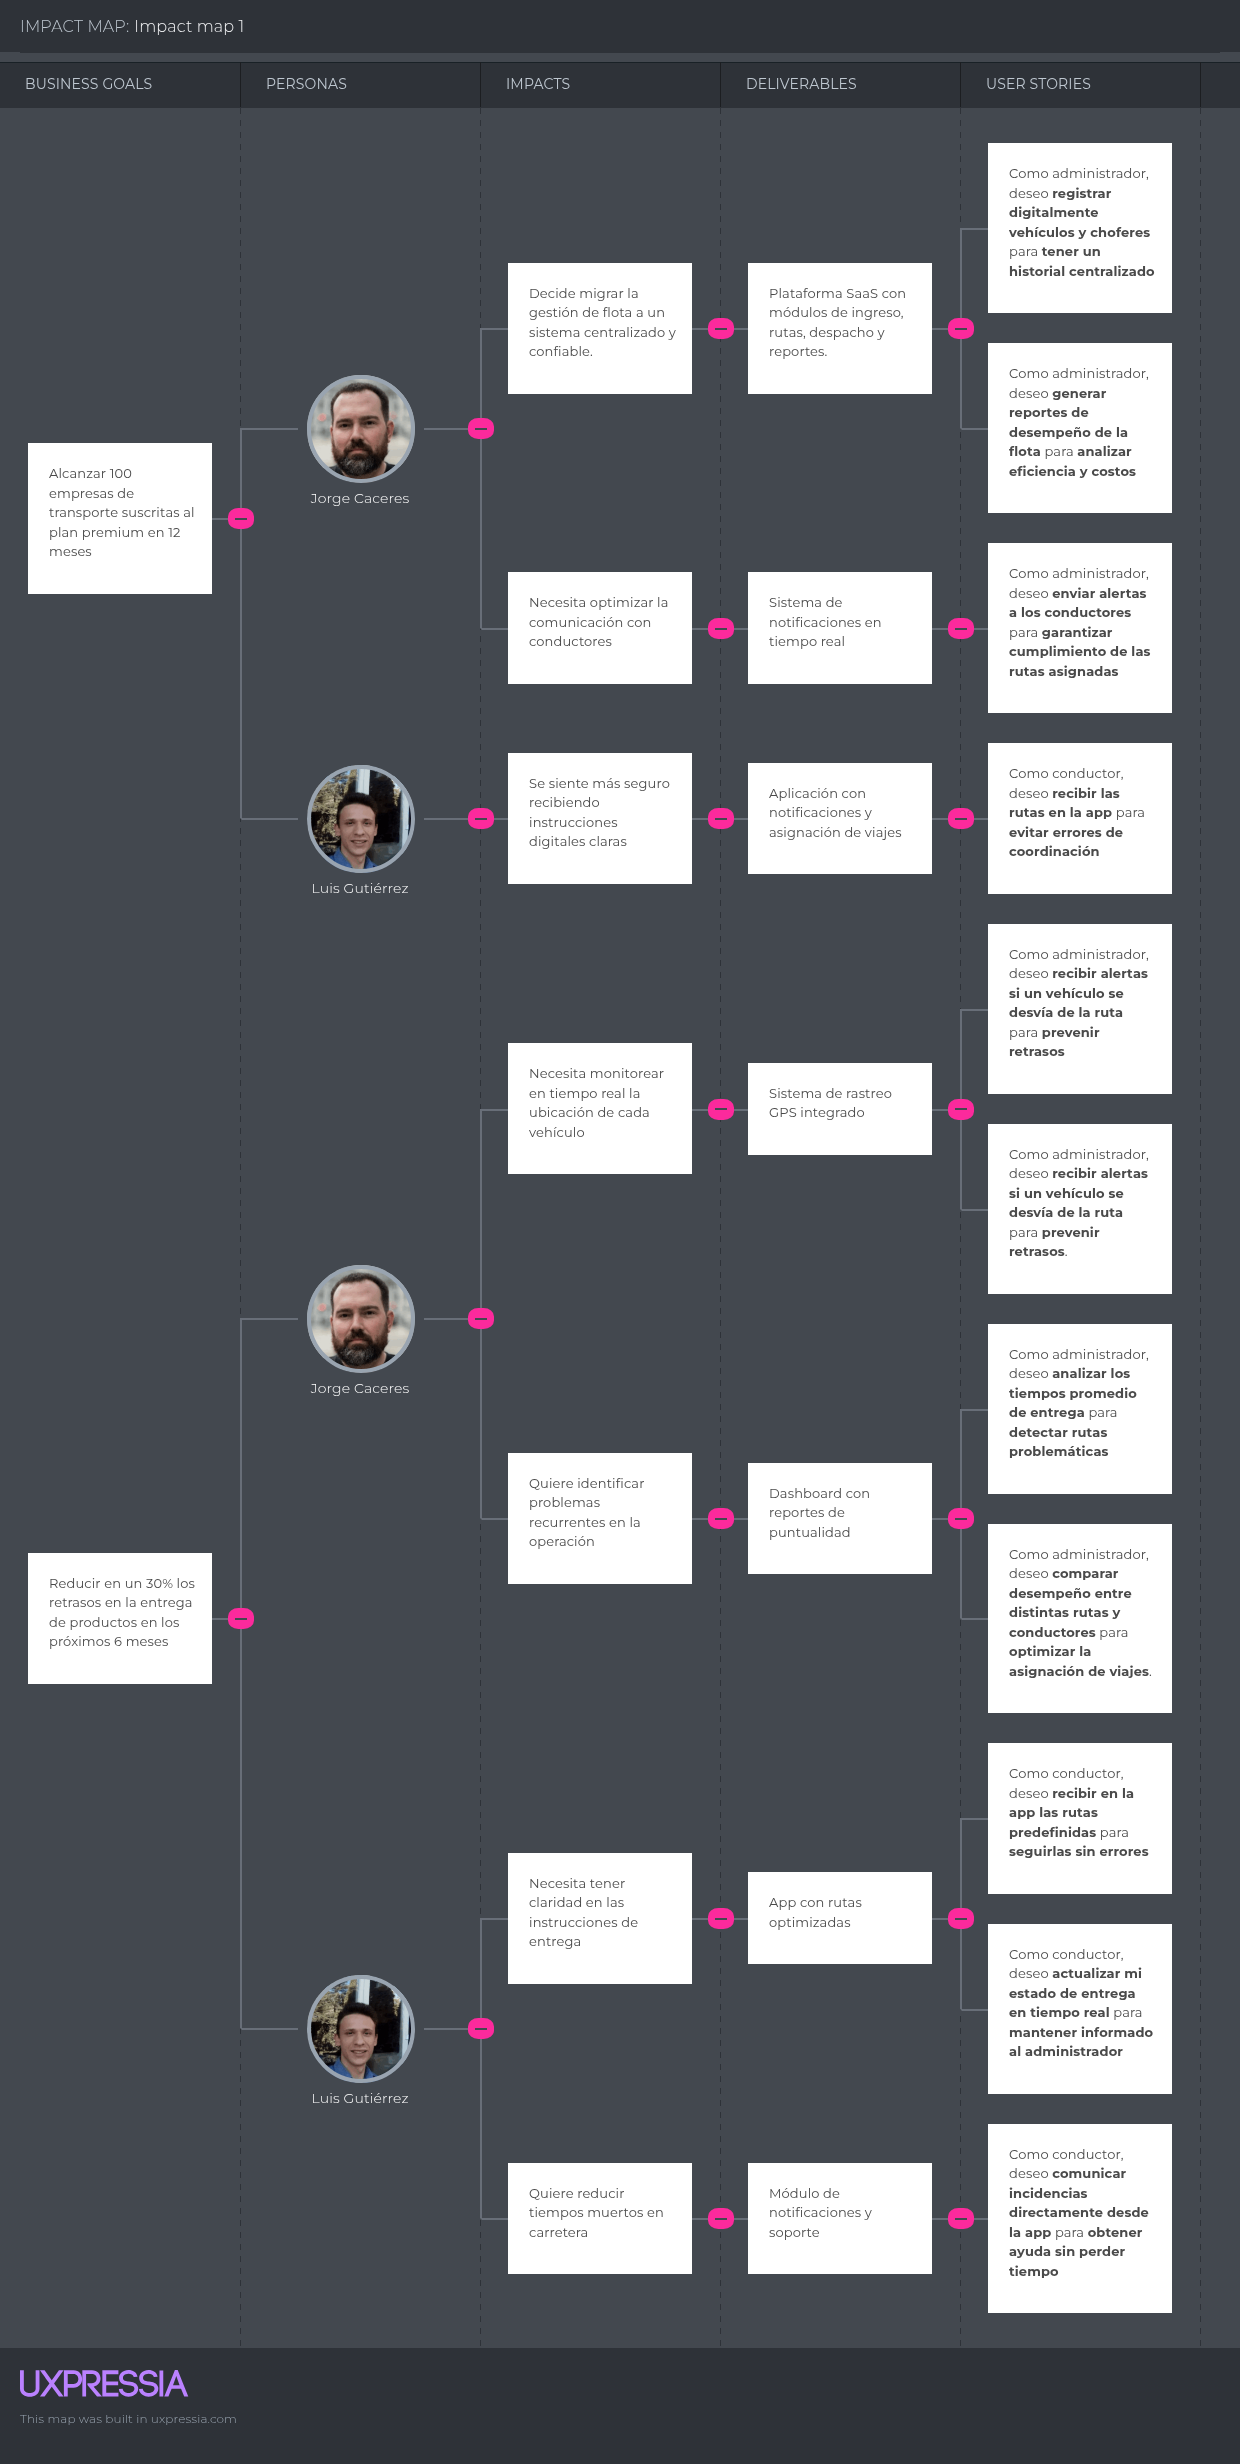 IMPACT MAP: Impact map 1
BUSINESS GOALS
PERSONAS
IMPACTS
DELIVERABLES
USER STORIES
Alcanzar 100
empresas de
transporte suscritas al
plan premium en 12
meses
Jorge Caceres
Decide migrar la
gestión de flota a un
sistema centralizado y
confiable.
Plataforma SaaS con
módulos de ingreso,
rutas, despacho y
reportes.
Como administrador,
deseo registrar
digitalmente
vehículos y choferes
para tener un
historial centralizado
Como administrador,
deseo generar
reportes de
desempeño de la
flota para analizar
eficiencia y costos
Necesita optimizar la
comunicación con
conductores
Sistema de
notificaciones en
tiempo real
Como administrador,
deseo enviar alertas
a los conductores
para garantizar
cumplimiento de las
rutas asignadas
Luis Gutiérrez
Se siente más seguro
recibiendo
instrucciones
digitales claras
Aplicación con
notificaciones y
asignación de viajes
Como conductor,
deseo recibir las
rutas en la app para
evitar errores de
coordinación
Reducir en un 30% los
retrasos en la entrega
de productos en los
próximos 6 meses
Jorge Caceres
Necesita monitorear
en tiempo real la
ubicación de cada
vehículo
Sistema de rastreo
GPS integrado
Como administrador,
deseo recibir alertas
si un vehículo se
desvía de la ruta
para prevenir
retrasos
Como administrador,
deseo recibir alertas
si un vehículo se
desvía de la ruta
para prevenir
retrasos.
Quiere identificar
problemas
recurrentes en la
operación
Dashboard con
reportes de
puntualidad
Como administrador,
deseo analizar los
tiempos promedio
de entrega para
detectar rutas
problemáticas
Como administrador,
deseo comparar
desempeño entre
distintas rutas y
conductores para
optimizar la
asignación de viajes.
Luis Gutiérrez
Necesita tener
claridad en las
instrucciones de
entrega
App con rutas
optimizadas
Como conductor,
deseo recibir en la
app las rutas
predefinidas para
seguirlas sin errores
Como conductor,
deseo actualizar mi
estado de entrega
en tiempo real para
mantener informado
al administrador
Quiere reducir
tiempos muertos en
carretera
Módulo de
notificaciones y
soporte
Como conductor,
deseo comunicar
incidencias
directamente desde
la app para obtener
ayuda sin perder
tiempo
UXPRESSIA
This map was built in uxpressia.com